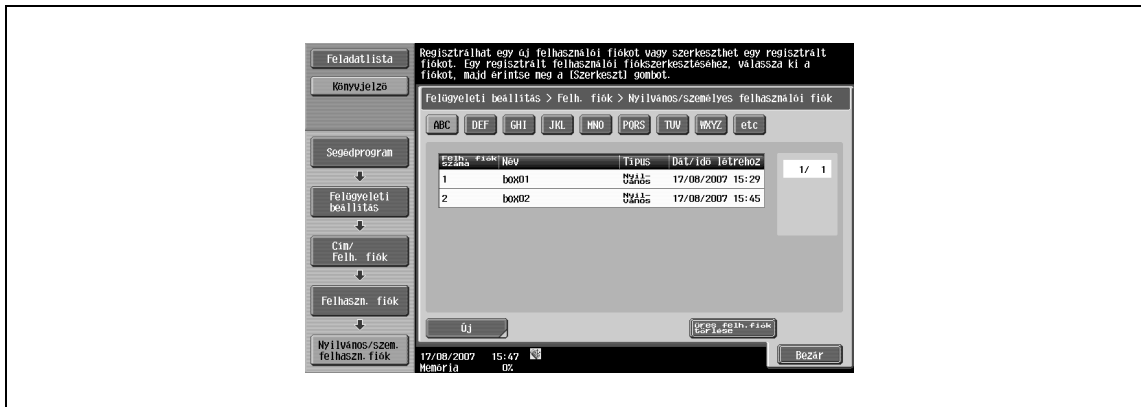 Feladatlista
Könyvjelző
Segédprogram
Felügyeleti
beállítás
Cím/
Felh. fiók
Felhaszn. fiók
Nyilvános/szem.
felhaszn. fiók
Regisztrálhat egy új felhasználói fiókot vagy szerkeszthet egy regisztrált
fiókot. Egy regisztrált felhasználói fiókszerkesztéséhez, válassza ki a
fiókot, majd érintse meg a [Szerkeszt] gombot.
Felügyeleti beállítás > Felh. fiók > Nyilvános/személyes felhasználói fiók
ABC DEF GHI JKL MNO PQRS TUV WXYZ etc
Felh. fiók
száma Név Típus Dát/idő létrehoz
1 box01 Nyil-
vános 17/08/2007 15:29
2 box02 Nyil-
vános 17/08/2007 15:45
1/ 1
Új
Üres felh.fiók
törlése
17/08/2007 15:47
Memória 0%
Bezár